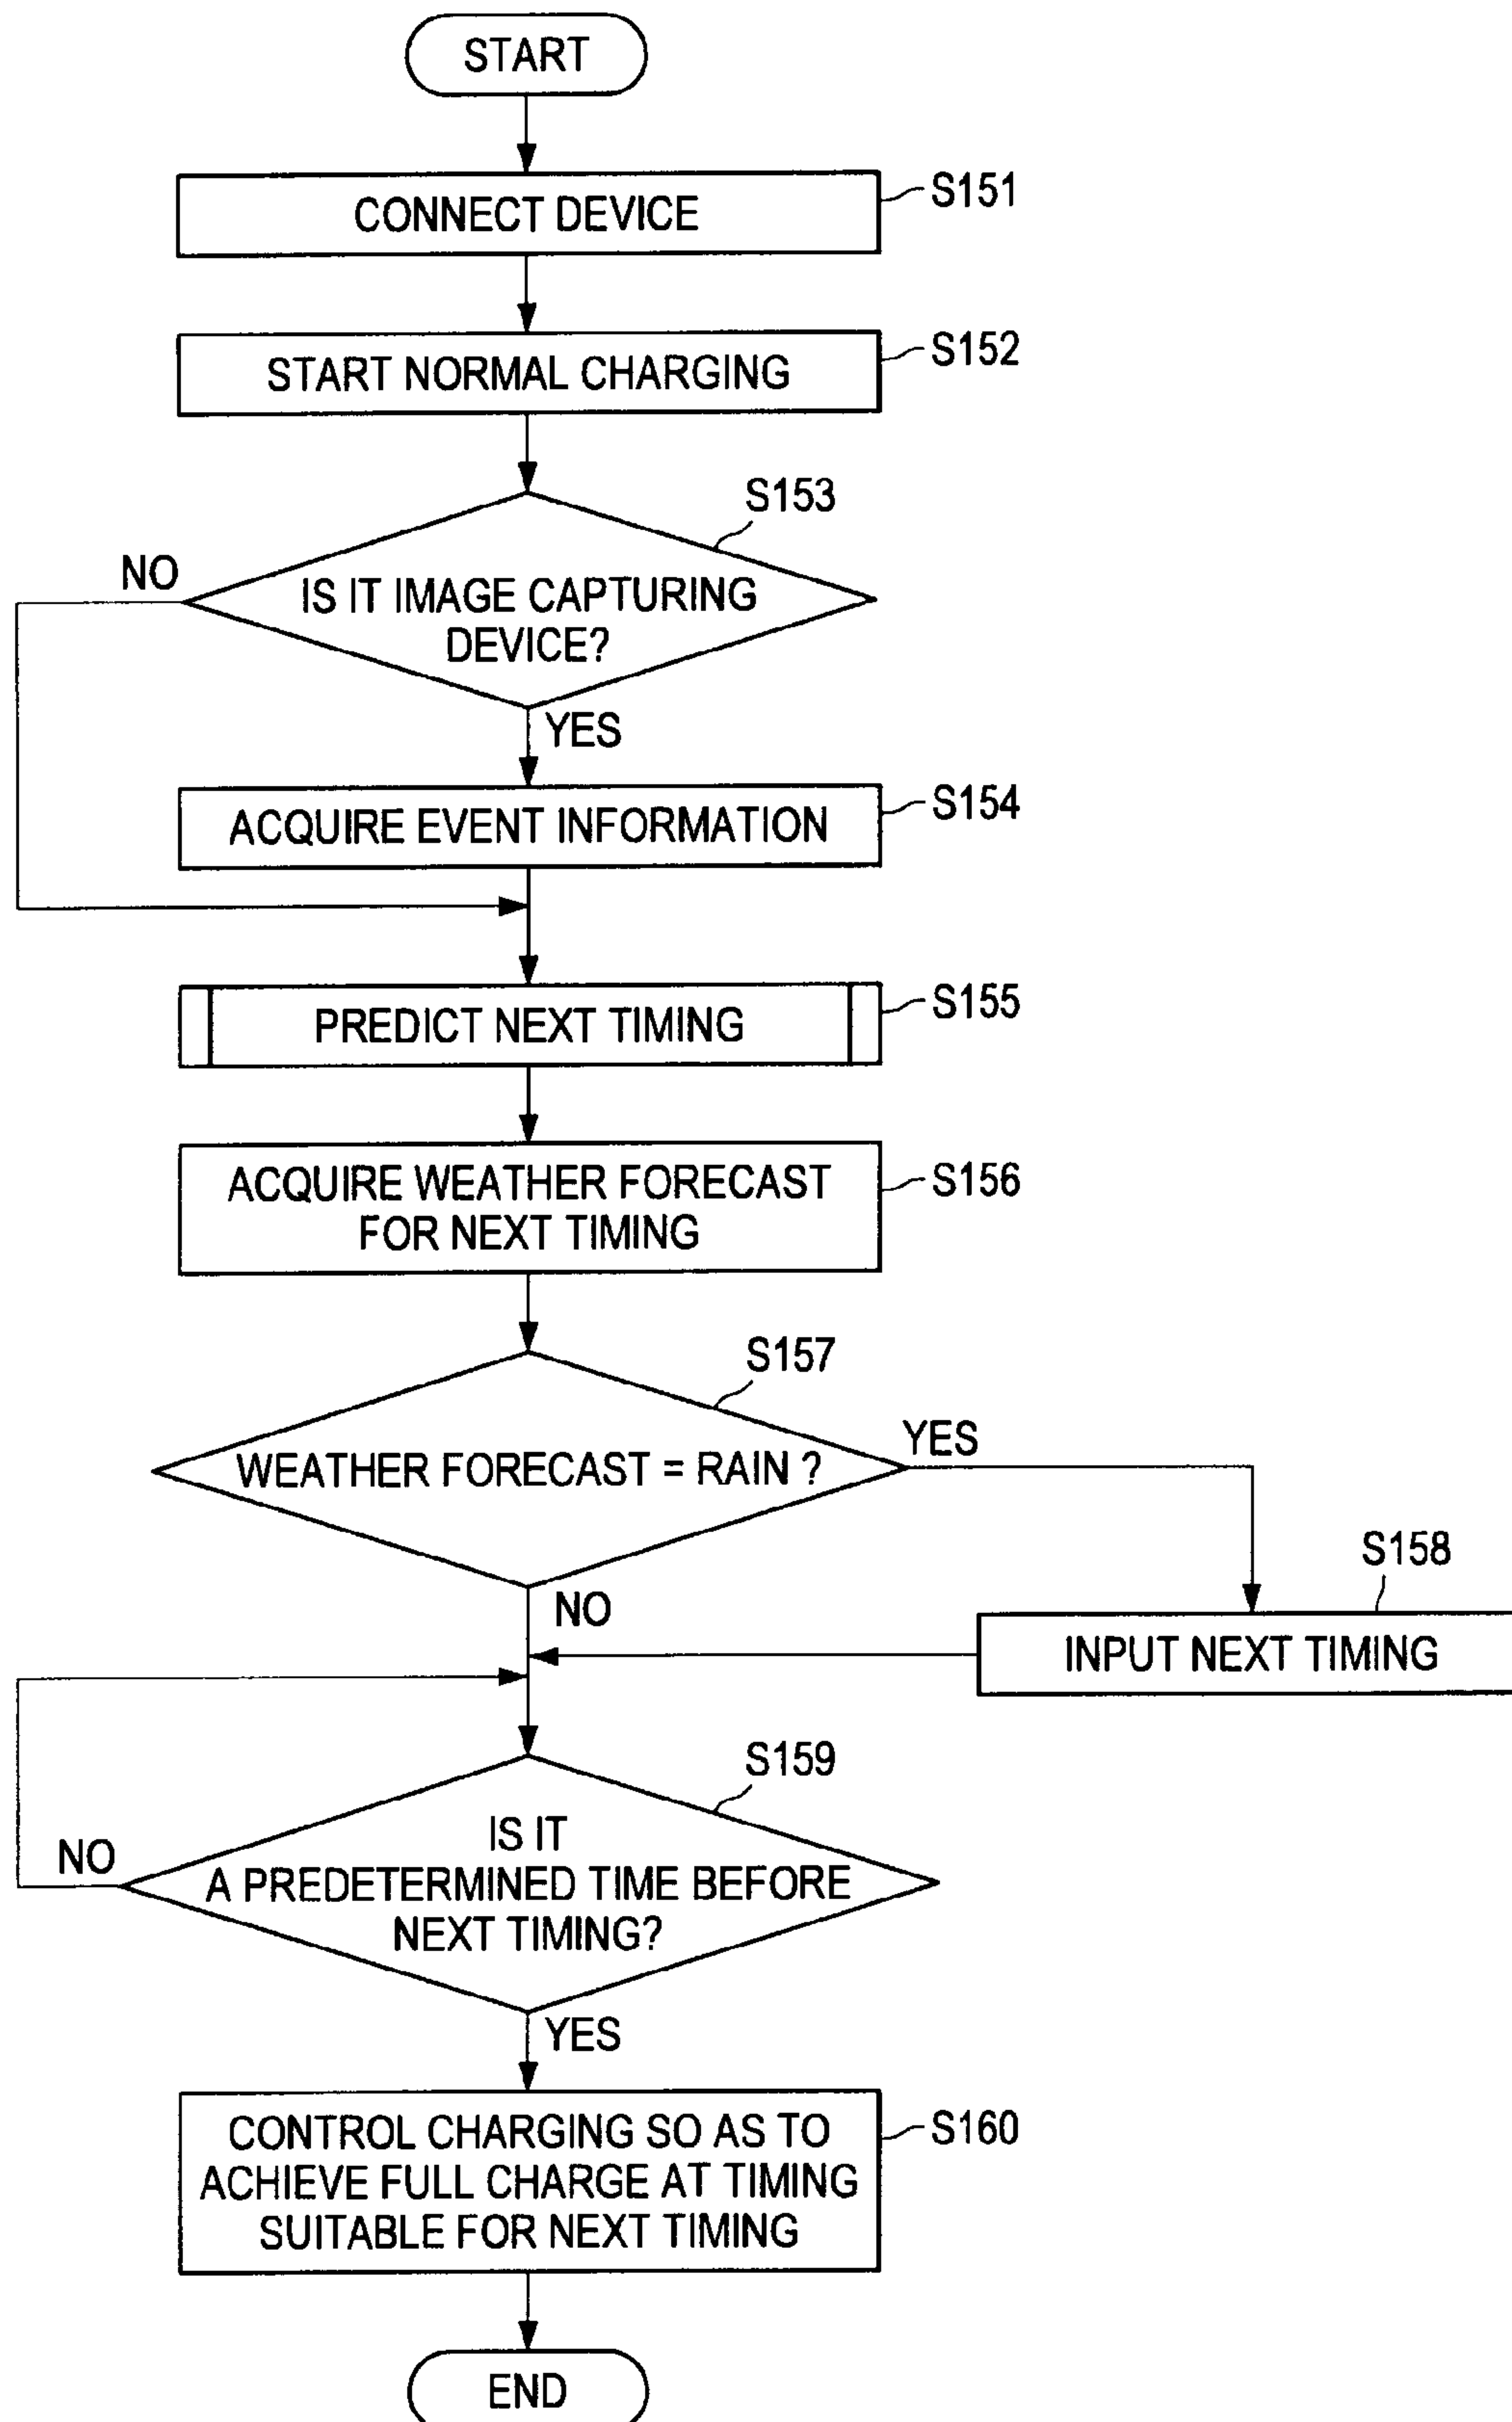 START
CONNECT DEVICE
S151
START NORMAL CHARGING
S152
S153
NO
IS IT IMAGE CAPTURING
DEVICE?
YES
ACQUIRE EVENT INFORMATION
S154
PREDICT NEXT TIMING
S155
ACQUIRE WEATHER FORECAST
FOR NEXT TIMING
S156
S157
WEATHER FORECAST = RAIN ?
YES
NO
S158
INPUT NEXT TIMING
S159
IS IT
A PREDETERMINED TIME BEFORE
NEXT TIMING?
NO
YES
CONTROL CHARGING SO AS TO
ACHIEVE FULL CHARGE AT TIMING
SUITABLE FOR NEXT TIMING
S160
END